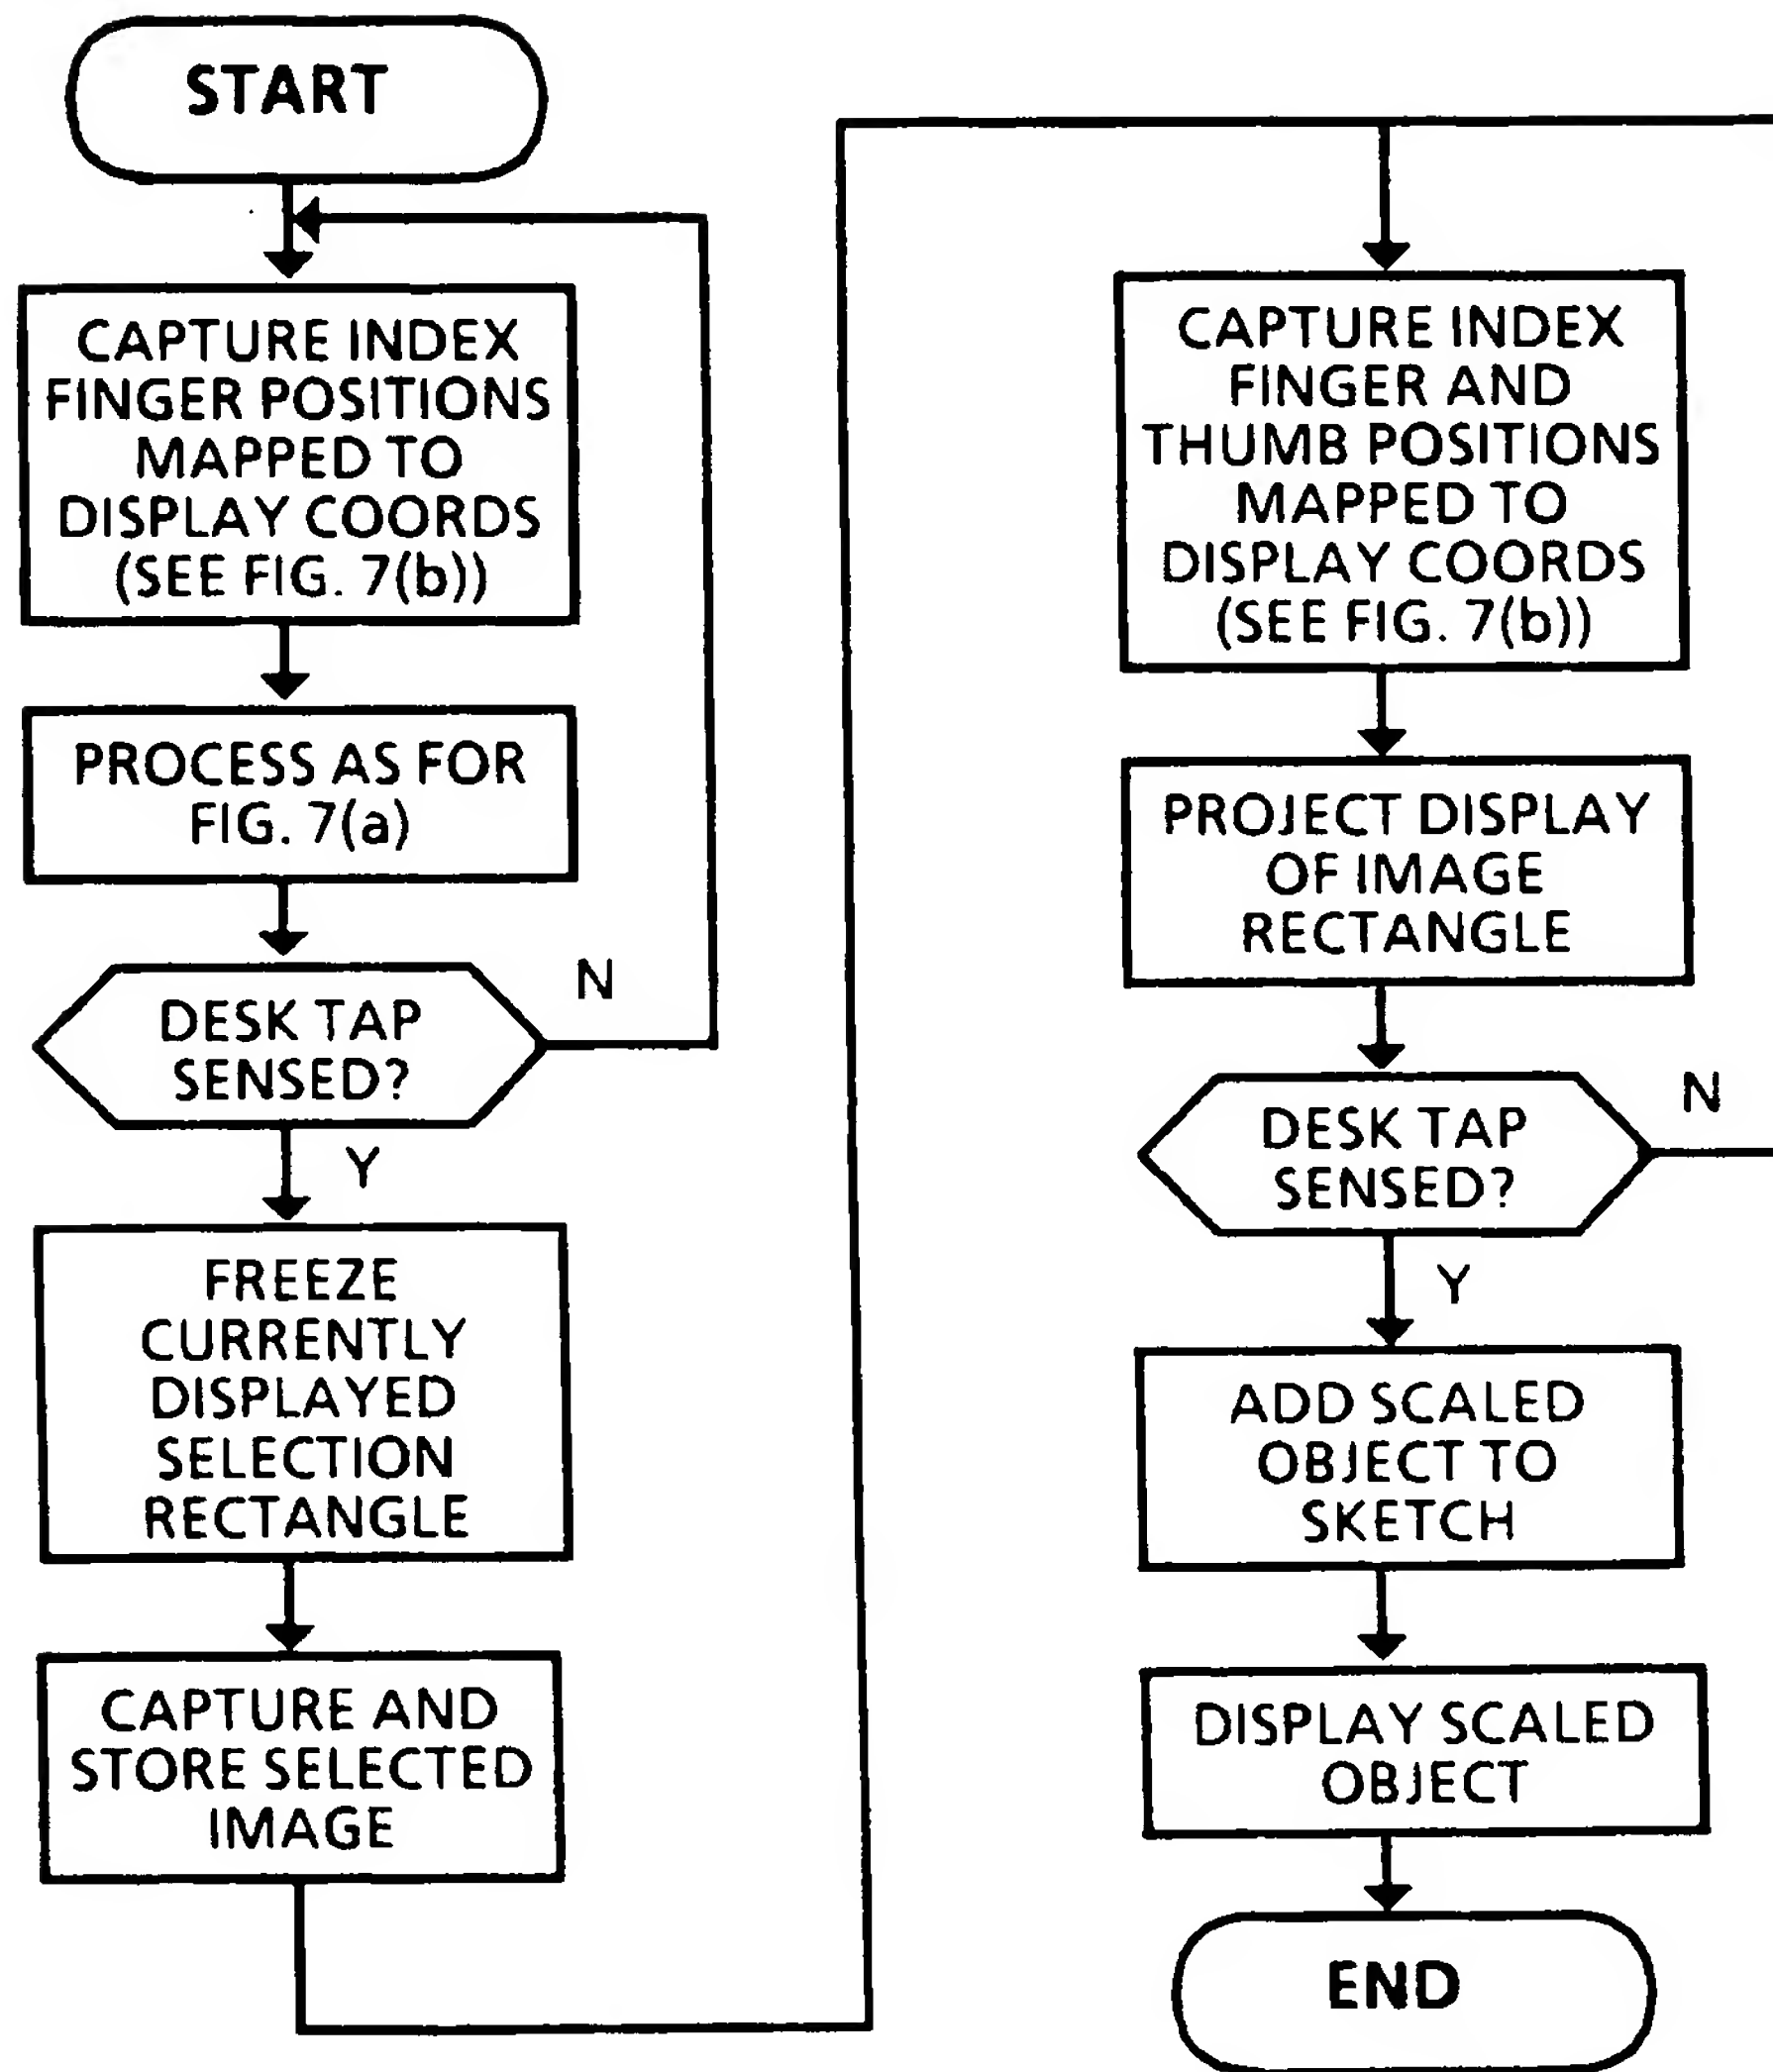 START
CAPTURE INDEX
FINGER POSITIONS
MAPPED TO
DISPLAY COORDS
(SEE FIG. 7(b))
PROCESS AS FOR
FIG. 7(a)
DESK TAP
SENSED?
N
Y
FREEZE
CURRENTLY
DISPLAYED
SELECTION
RECTANGLE
CAPTURE AND
STORE SELECTED
IMAGE
CAPTURE INDEX
FINGER AND
THUMB POSITIONS
MAPPED TO
DISPLAY COORDS
(SEE FIG. 7(b))
PROJECT DISPLAY
OF IMAGE
RECTANGLE
DESK TAP
SENSED?
N
Y
ADD SCALED
OBJECT TO
SKETCH
DISPLAY SCALED
OBJECT
END